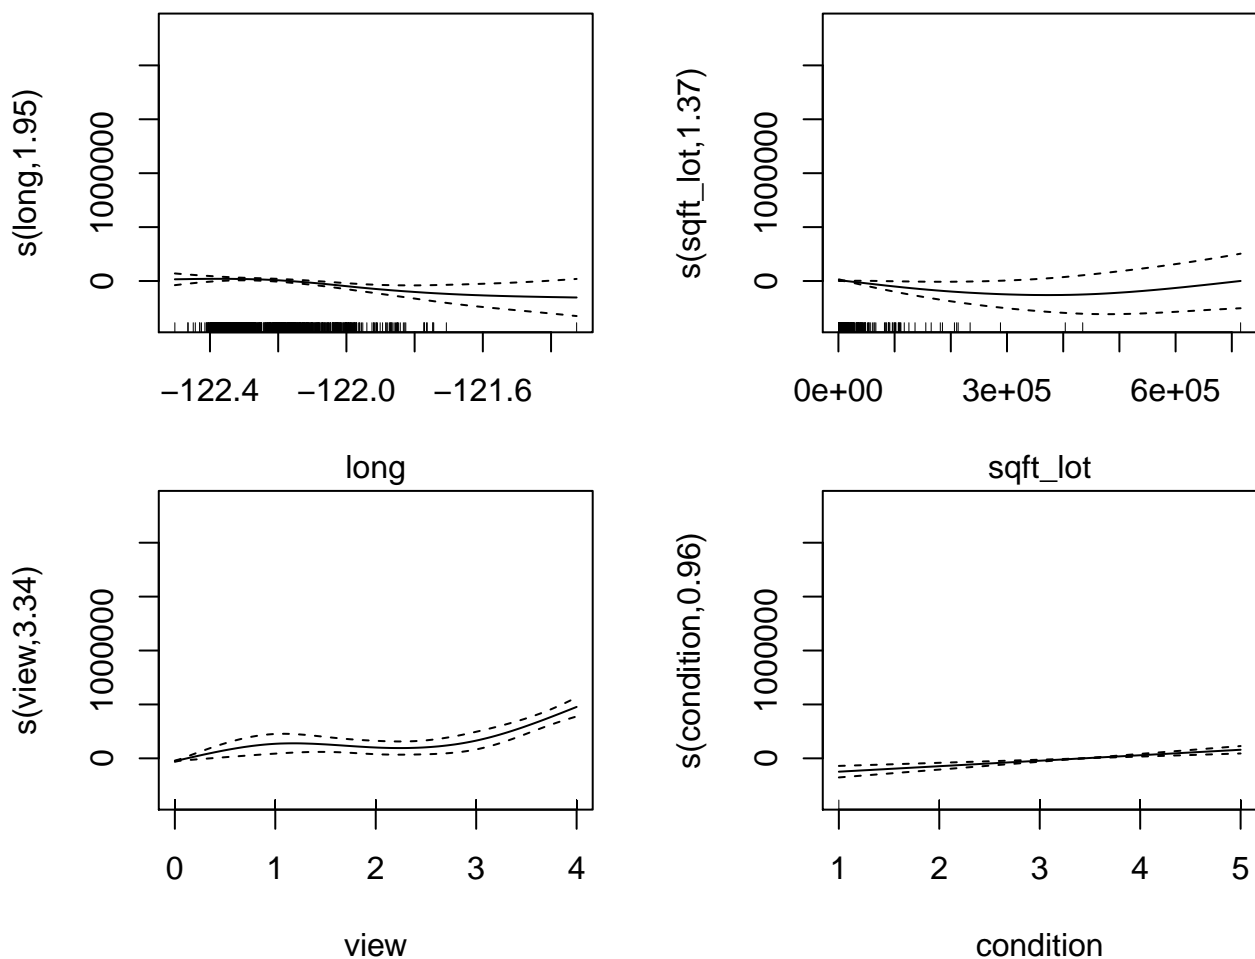 s(long,1.95)
0 1000000
−122.4 −122.0 −121.6
long
s(sqft_lot,1.37)
0 1000000
0e+00 3e+05 6e+05
sqft_lot
s(view,3.34)
0 1000000
0 1 2 3 4
view
s(condition,0.96)
0 1000000
1 2 3 4 5
condition